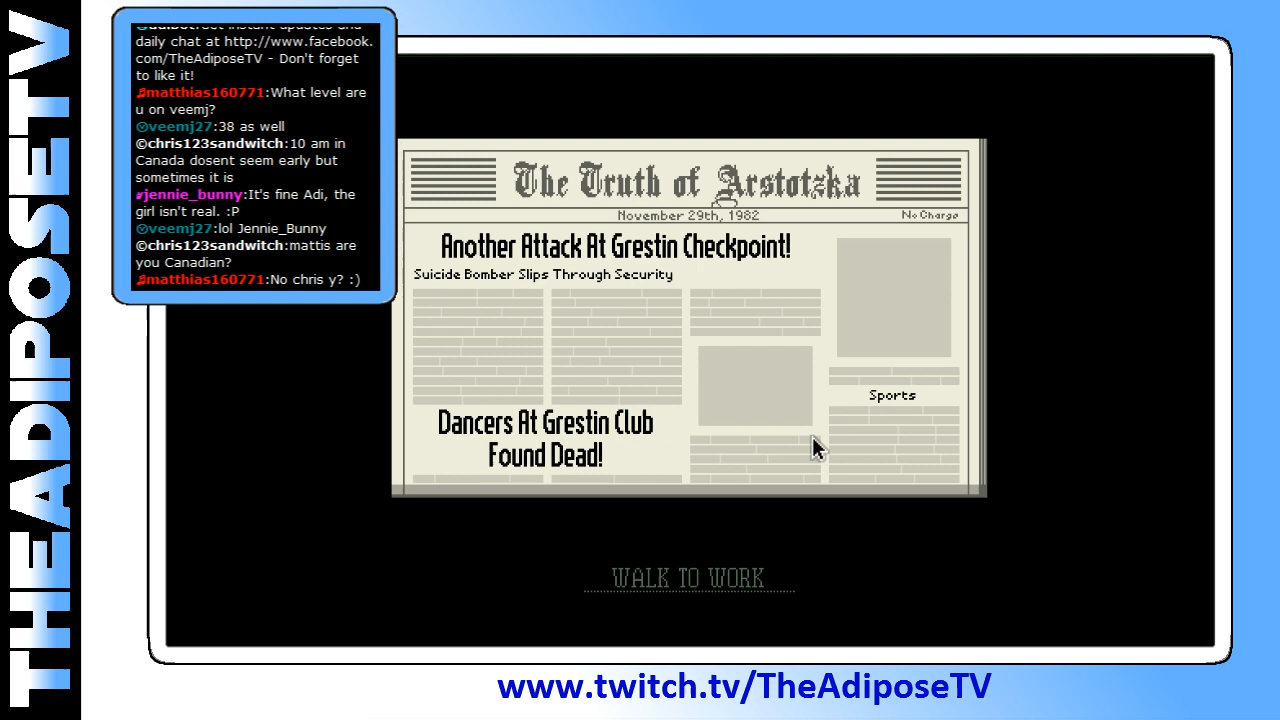 THEADIPOSETV
daily chat at http://www.facebook.
com/TheAdiposeTV - Don't forget
to like it!
matthias160771:What level are
u on veemj?
veemj27:38 as well
©chris123sandwitch:10 am in
Canada dosent seem early but
sometimes it is
jennie_bunny:It's fine Adi, the
girl isn't real. :P
veemj27:lol Jennie_Bunny
©chris123sandwitch:mattis are
you Canadian?
matthias160771:No chris y? :)
The Truth of Arstotzka
November 29th, 1982
No Charge
Another Attack At Grestin Checkpoint!
Suicide Bomber Slips Through Security
Dancers At Grestin Club
Found Dead!
Sports
WALK TO WORK
www.twitch.tv/TheAdiposeTV